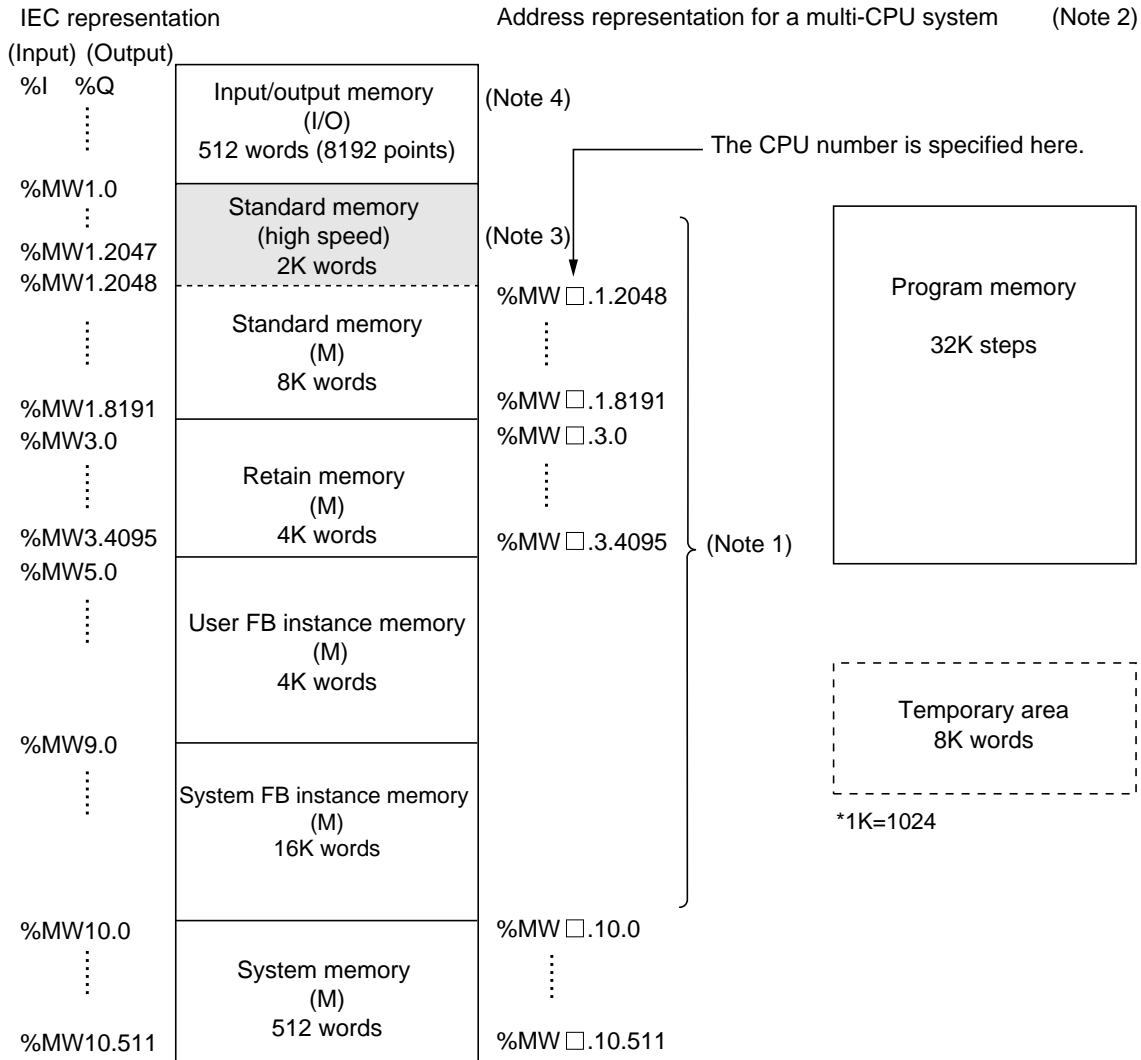 IEC representation
Address representation for a multi-CPU system (Note 2)
(Input) (Output)
%I %Q
Input/output memory
(I/O)
512 words (8192 points)
(Note 4)
The CPU number is specified here.
%MW1.0
%MW1.2047
Standard memory
(high speed)
2K words
(Note 3)
%MW1.2048
%MW1.8191
Standard memory
(M)
8K words
%MW □.1.2048
%MW □.1.8191
%MW3.0
%MW3.4095
Retain memory
(M)
4K words
%MW □.3.0
%MW □.3.4095
(Note 1)
%MW5.0
User FB instance memory
(M)
4K words
%MW9.0
System FB instance memory
(M)
16K words
%MW10.0
%MW10.511
System memory
(M)
512 words
%MW □.10.0
%MW □.10.511
Program memory
32K steps
Temporary area
8K words
*1K=1024